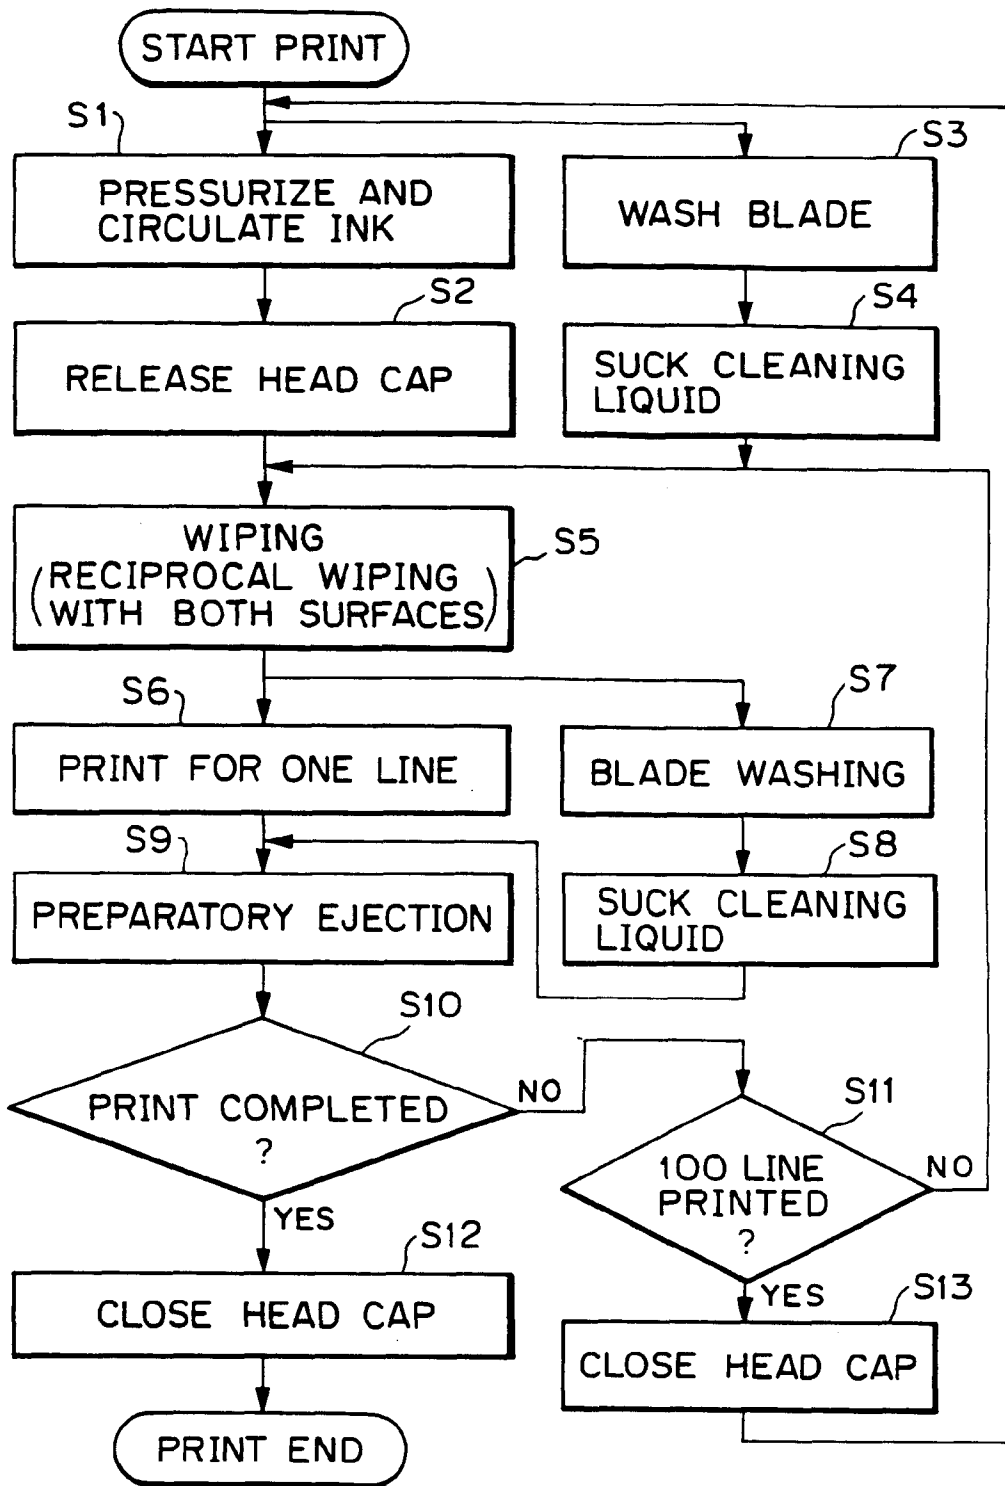 START PRINT
S1
PRESSURIZE AND
CIRCULATE INK
S3
WASH BLADE
S2
RELEASE HEAD CAP
S4
SUCK CLEANING
LIQUID
WIPING
(RECIPROCAL WIPING
WITH BOTH SURFACES)
S5
S6
PRINT FOR ONE LINE
S7
BLADE WASHING
S9
PREPARATORY EJECTION
S8
SUCK CLEANING
LIQUID
S10
PRINT COMPLETED
?
NO
YES
S11
100 LINE
PRINTED
?
NO
YES
S12
CLOSE HEAD CAP
S13
CLOSE HEAD CAP
PRINT END